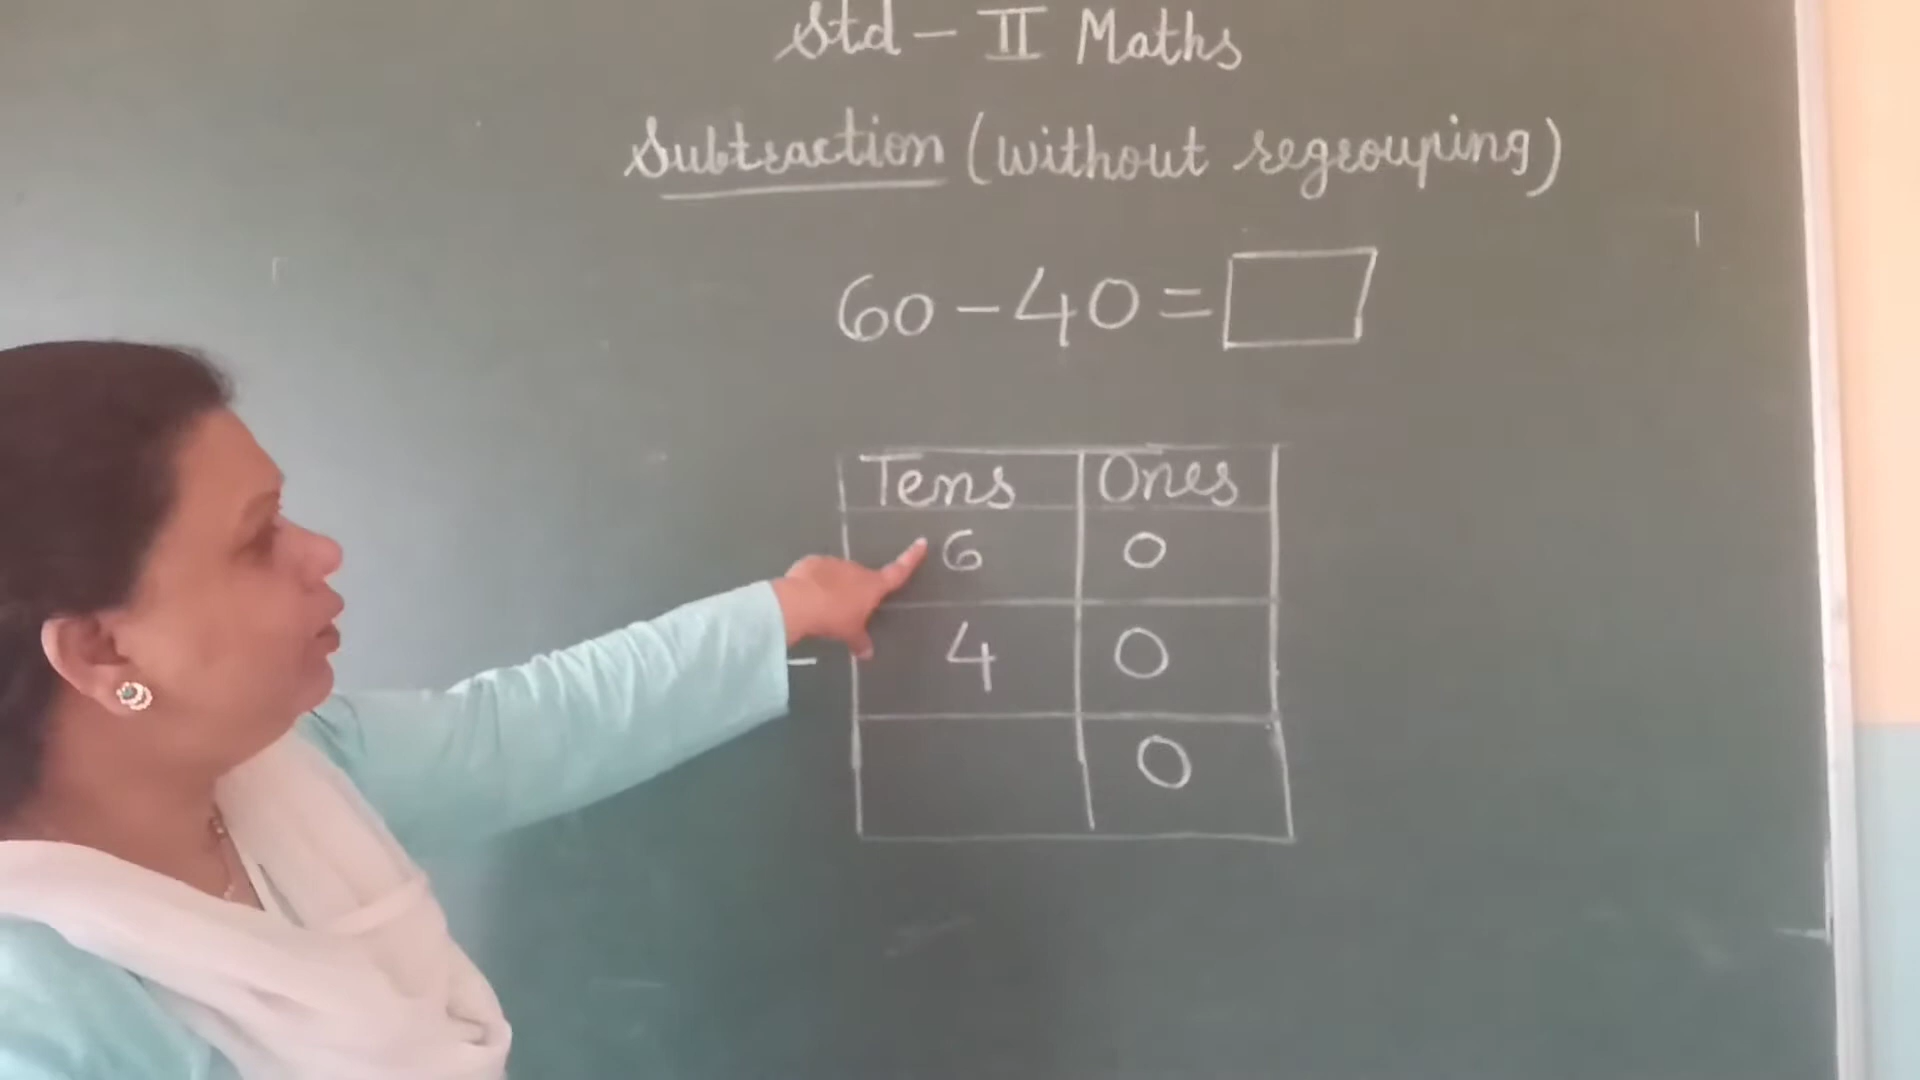 Std - II Maths
Subtraction (without regrouping)
60 - 40 =
Tens Ones
6 0
- 4 0
0